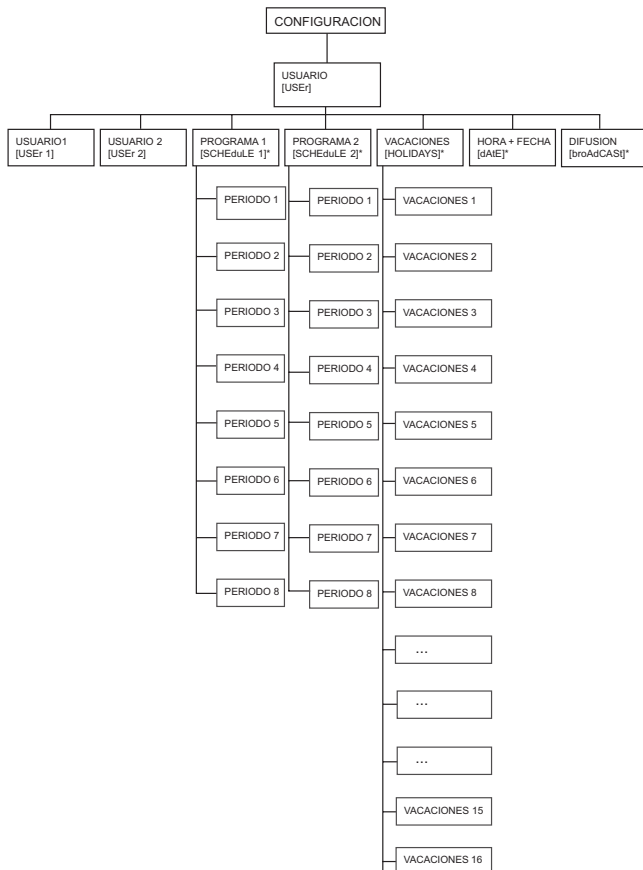 CONFIGURACION
USUARIO
[USEr]
USUARIO1
[USEr 1]
USUARIO 2
[USEr 2]
PROGRAMA 1
[SCHEduLE 1]*
PROGRAMA 2
[SCHEduLE 2]*
VACACIONES
[HOLIDAYS]*
HORA + FECHA
[dAtE]*
DIFUSION
[broAdCASt]*
PERIODO 1
PERIODO 1
VACACIONES 1
PERIODO 2
PERIODO 2
VACACIONES 2
PERIODO 3
PERIODO 3
VACACIONES 3
PERIODO 4
PERIODO 4
VACACIONES 4
PERIODO 5
PERIODO 5
VACACIONES 5
PERIODO 6
PERIODO 6
VACACIONES 6
PERIODO 7
PERIODO 7
VACACIONES 7
PERIODO 8
PERIODO 8
VACACIONES 8
...
...
...
VACACIONES 15
VACACIONES 16